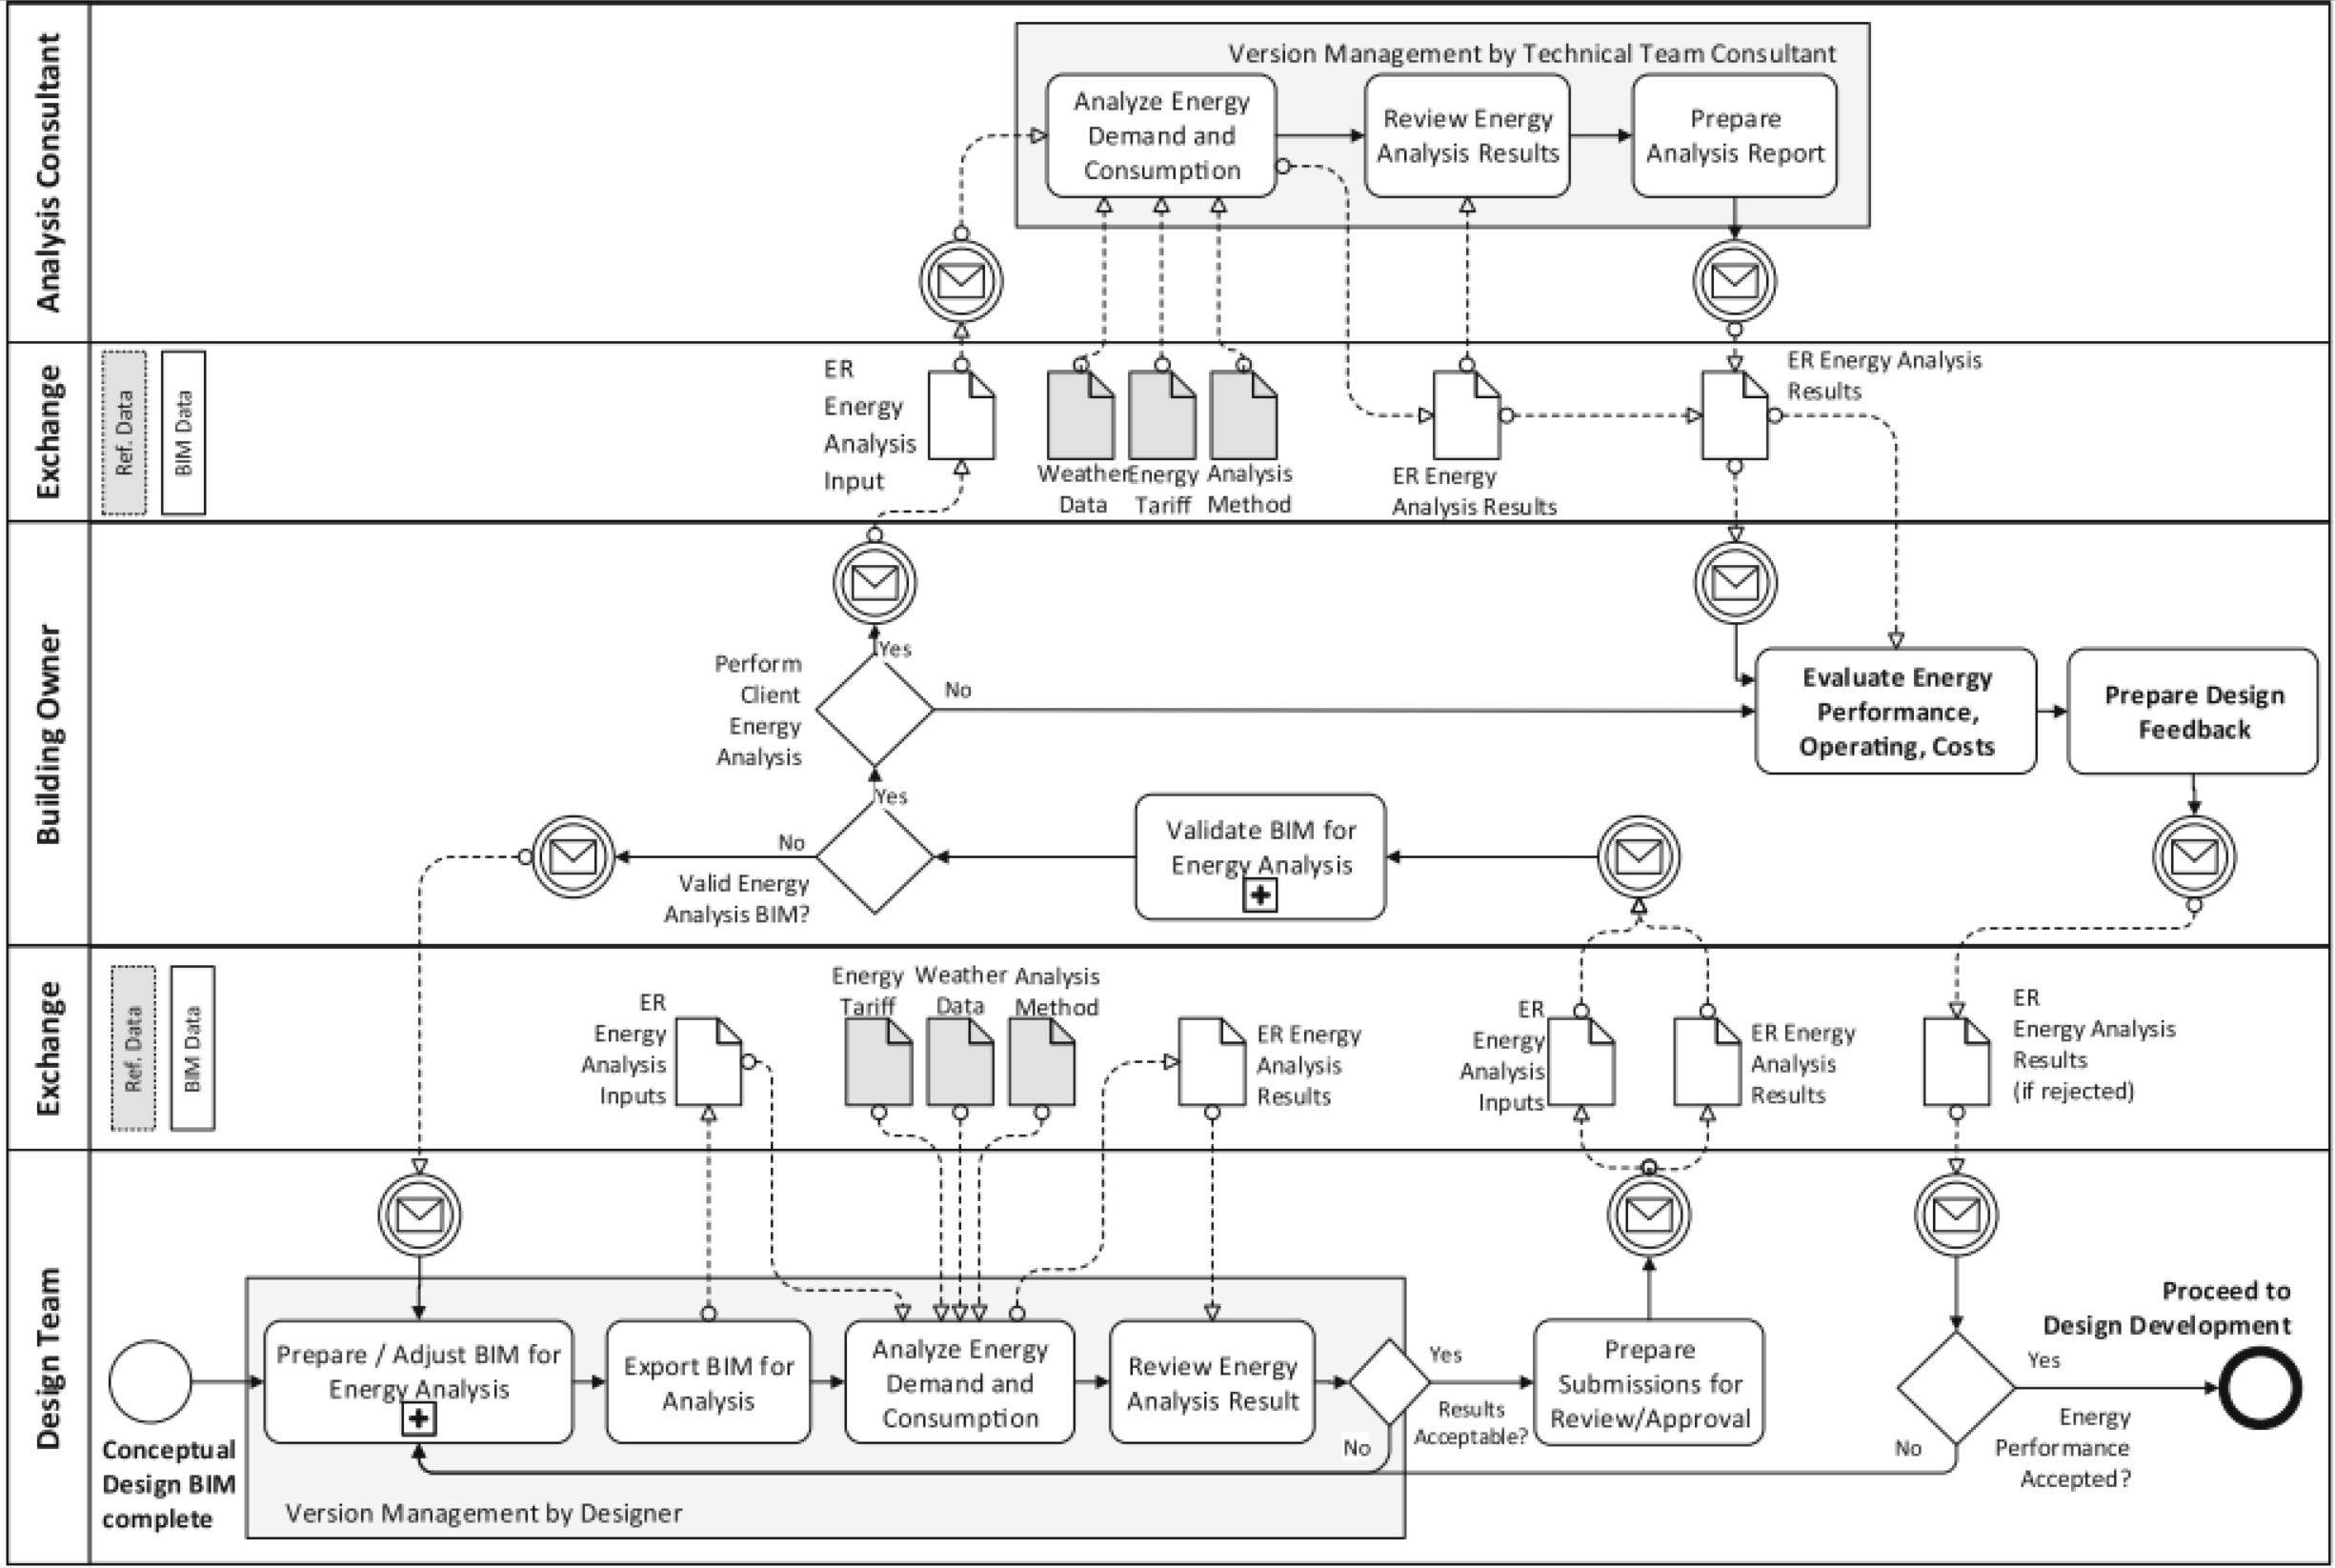 Analysis Consultant
Version Management by Technical Team Consultant
Analyze Energy
Demand and
Consumption
Review Energy
Analysis Results
Prepare
Analysis Report
Exchange
Ref. Data
BIM Data
ER
Energy
Analysis
Input
Weather
Data
Energy
Tariff
Analysis
Method
ER Energy
Analysis Results
ER Energy Analysis
Results
Building Owner
Perform
Client
Energy
Analysis
Yes
No
Evaluate Energy
Performance,
Operating, Costs
Prepare Design
Feedback
Yes
No
Valid Energy
Analysis BIM?
Validate BIM for
Energy Analysis
Exchange
Ref. Data
BIM Data
ER
Energy
Analysis
Inputs
Energy
Tariff
Weather
Data
Analysis
Method
ER Energy
Analysis
Results
ER
Energy
Analysis
Inputs
ER Energy
Analysis
Results
ER
Energy Analysis
Results
(if rejected)
Design Team
Conceptual
Design BIM
complete
Prepare / Adjust BIM for
Energy Analysis
Export BIM for
Analysis
Analyze Energy
Demand and
Consumption
Review Energy
Analysis Result
Yes
Results
Acceptable?
No
Prepare
Submissions for
Review/Approval
Proceed to
Design Development
Yes
Energy
Performance
Accepted?
No
Version Management by Designer